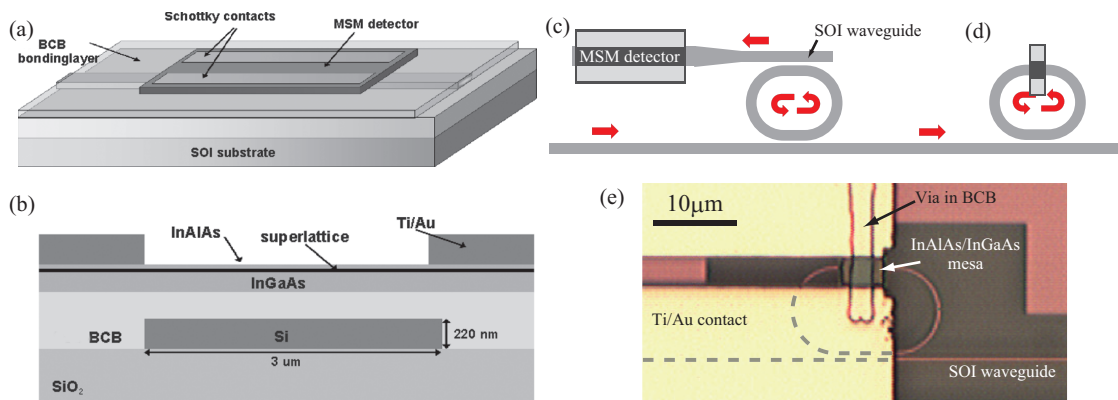 (a)
Schottky contacts
MSM detector
BCB
bondinglayer
SOI substrate
(b)
InAlAs
superlattice
Ti/Au
InGaAs
BCB
Si
220 nm
3 um
SiO₂
(c)
SOI waveguide
MSM detector
(d)
(e)
10μm
Via in BCB
InAlAs/InGaAs
mesa
Ti/Au contact
SOI waveguide